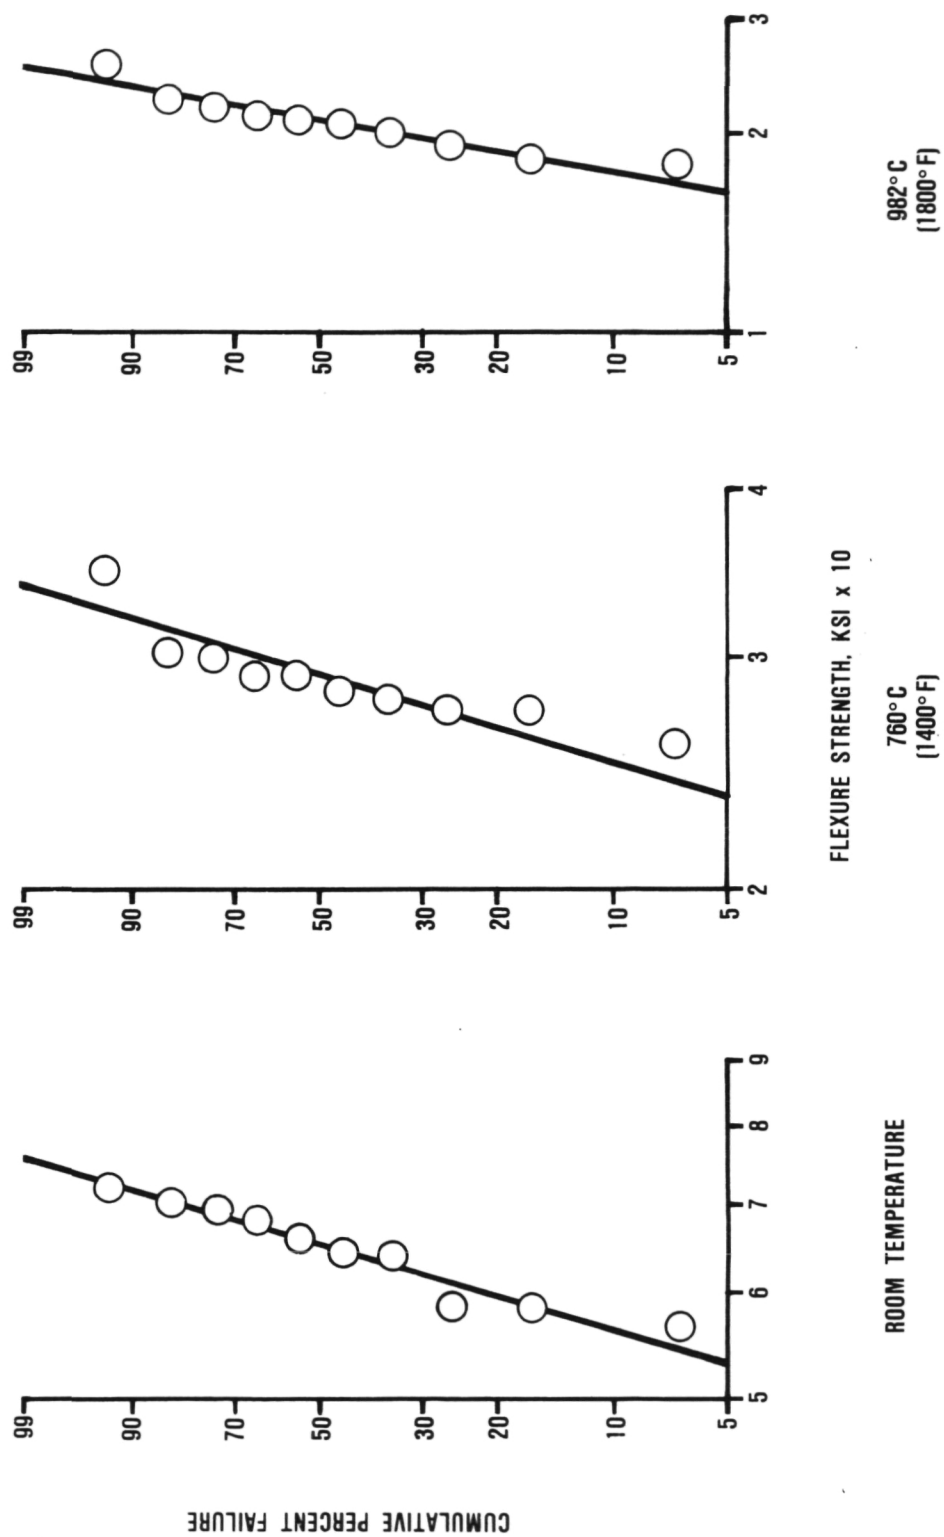 CUMULATIVE PERCENT FAILURE
99
90
70
50
30
20
10
5
5 6 7 8 9
ROOM TEMPERATURE
99
90
70
50
30
20
10
5
2 3 4
FLEXURE STRENGTH, KSI x 10
760°C
(1400°F)
99
90
70
50
30
20
10
5
1 2 3
982°C
(1800°F)